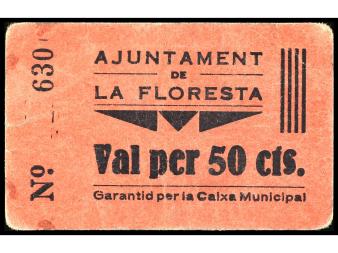 Nº 630
AJUNTAMENT
DE
LA FLORESTA
Val per 50 cts.
Garantid per la Caixa Municipal